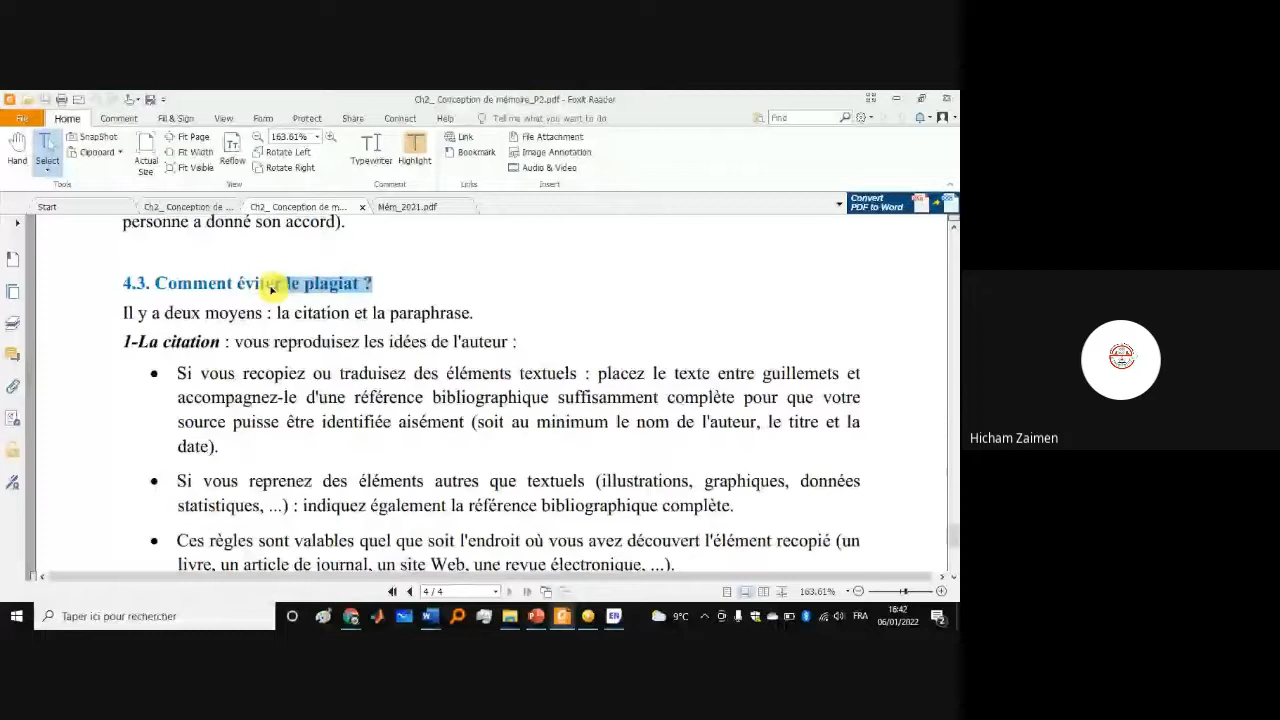 Ch2_ Conception de mémoire_P2.pdf - Foxit Reader
File Home Comment Fill & Sign View Form Protect Share Connect Help Tell me what you want to do Find
Hand Select SnapShot Clipboard Actual Size Fit Page Fit Width Fit Visible Reflow 163.61% Rotate Left Rotate Right Typewriter Highlight Link Bookmark File Attachment Image Annotation Audio & Video
Tools View Comment Links Insert
Start Ch2_ Conception de ... Ch2_ Conception de m... Mém_2021.pdf Convert PDF to Word
personne a donné son accord).
4.3. Comment éviter le plagiat ?
Il y a deux moyens : la citation et la paraphrase.
1-La citation : vous reproduisez les idées de l'auteur :
• Si vous recopiez ou traduisez des éléments textuels : placez le texte entre guillemets et
accompagnez-le d'une référence bibliographique suffisamment complète pour que votre
source puisse être identifiée aisément (soit au minimum le nom de l'auteur, le titre et la
date).
• Si vous reprenez des éléments autres que textuels (illustrations, graphiques, données
statistiques, ...) : indiquez également la référence bibliographique complète.
• Ces règles sont valables quel que soit l'endroit où vous avez découvert l'élément recopié (un
livre, un article de journal, un site Web, une revue électronique, ...).
4 / 4 163.61%
Taper ici pour rechercher 9°C FRA 16:42
06/01/2022
Hicham Zaimen